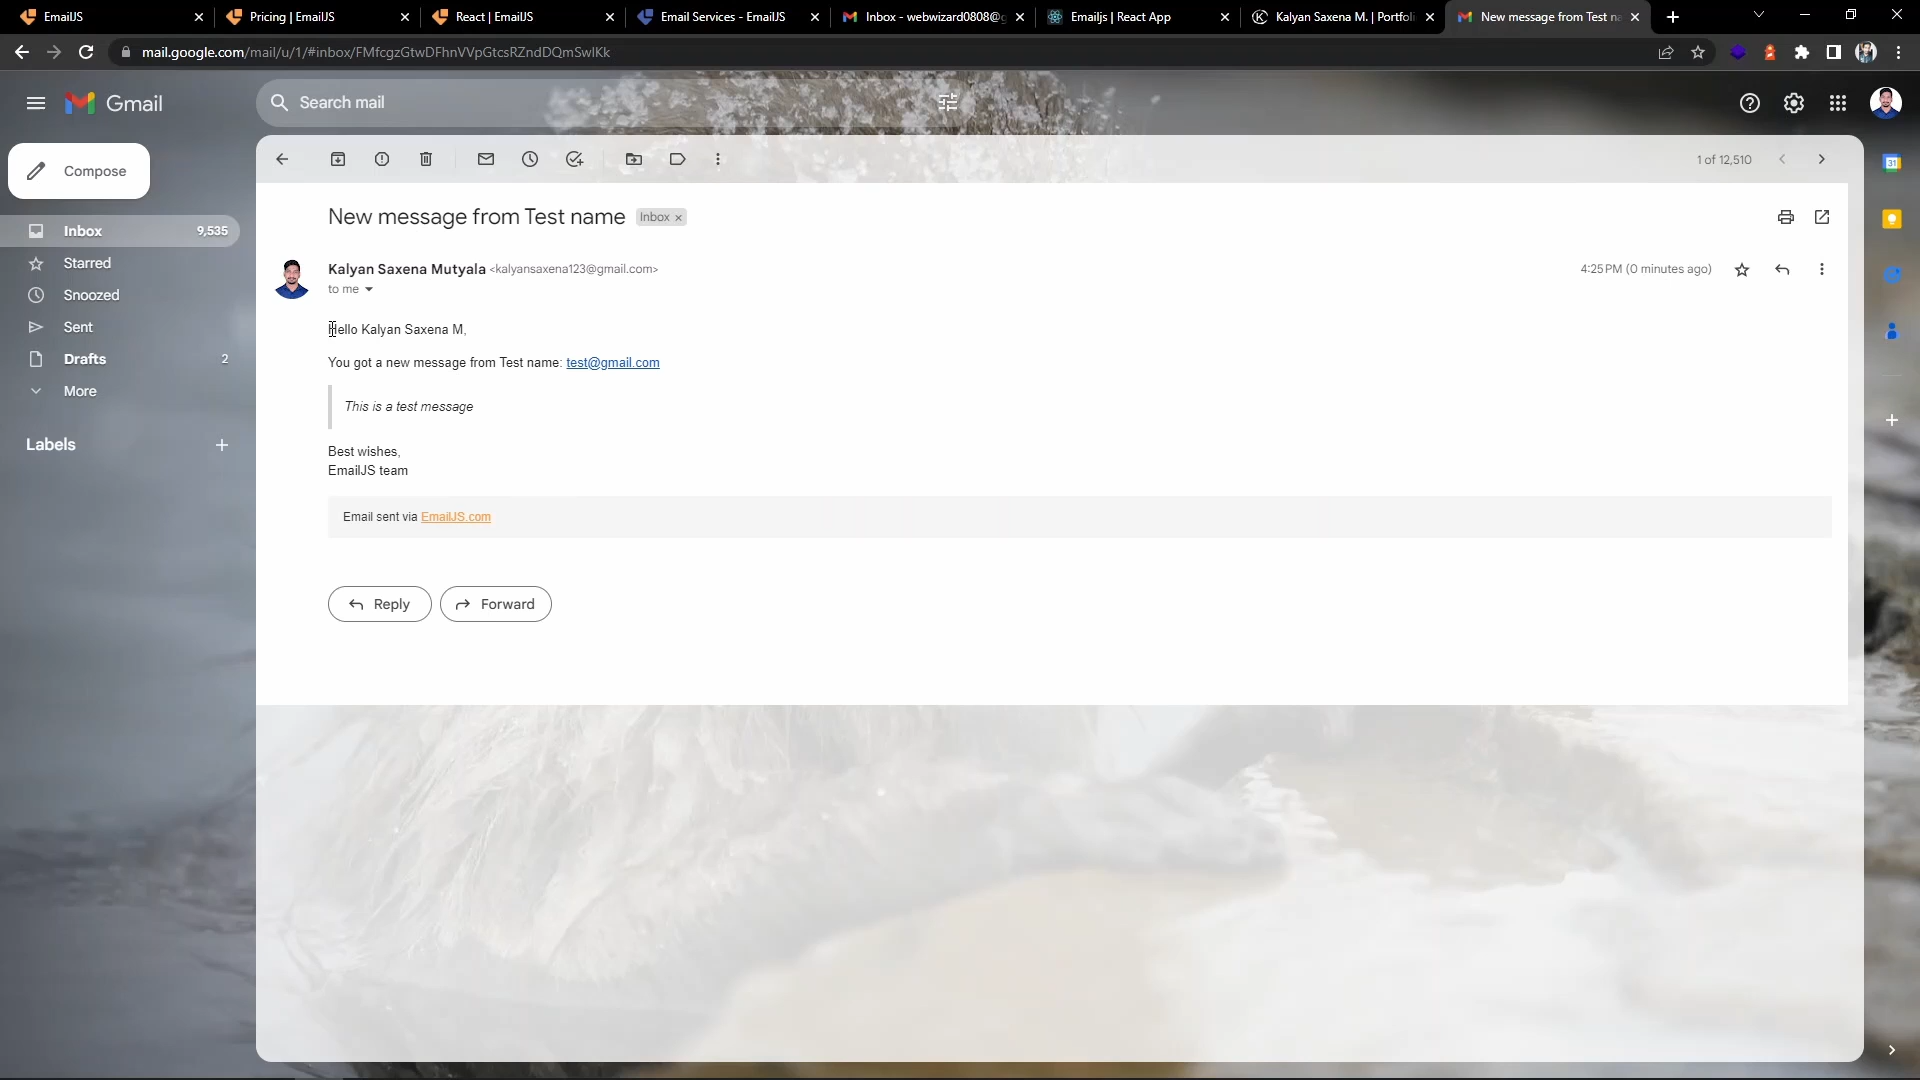 EmailJS
Pricing | EmailJS
React | EmailJS
Email Services - EmailJS
Inbox - webwizard0808@g
Emailjs | React App
Kalyan Saxena M. | Portfoli
New message from Test na
mail.google.com/mail/u/1/#inbox/FMfcgzGtwDFhnVVpGtcsRZndDQmSwlKk
Gmail
Search mail
Compose
1 of 12,510
31
Inbox 9,535
Starred
Snoozed
Sent
Drafts 2
More
Labels
New message from Test name Inbox
Kalyan Saxena Mutyala <kalyansaxena123@gmail.com> 4:25 PM (0 minutes ago)
to me
Hello Kalyan Saxena M,
You got a new message from Test name: test@gmail.com
This is a test message
Best wishes,
EmailJS team
Email sent via EmailJS.com
Reply Forward